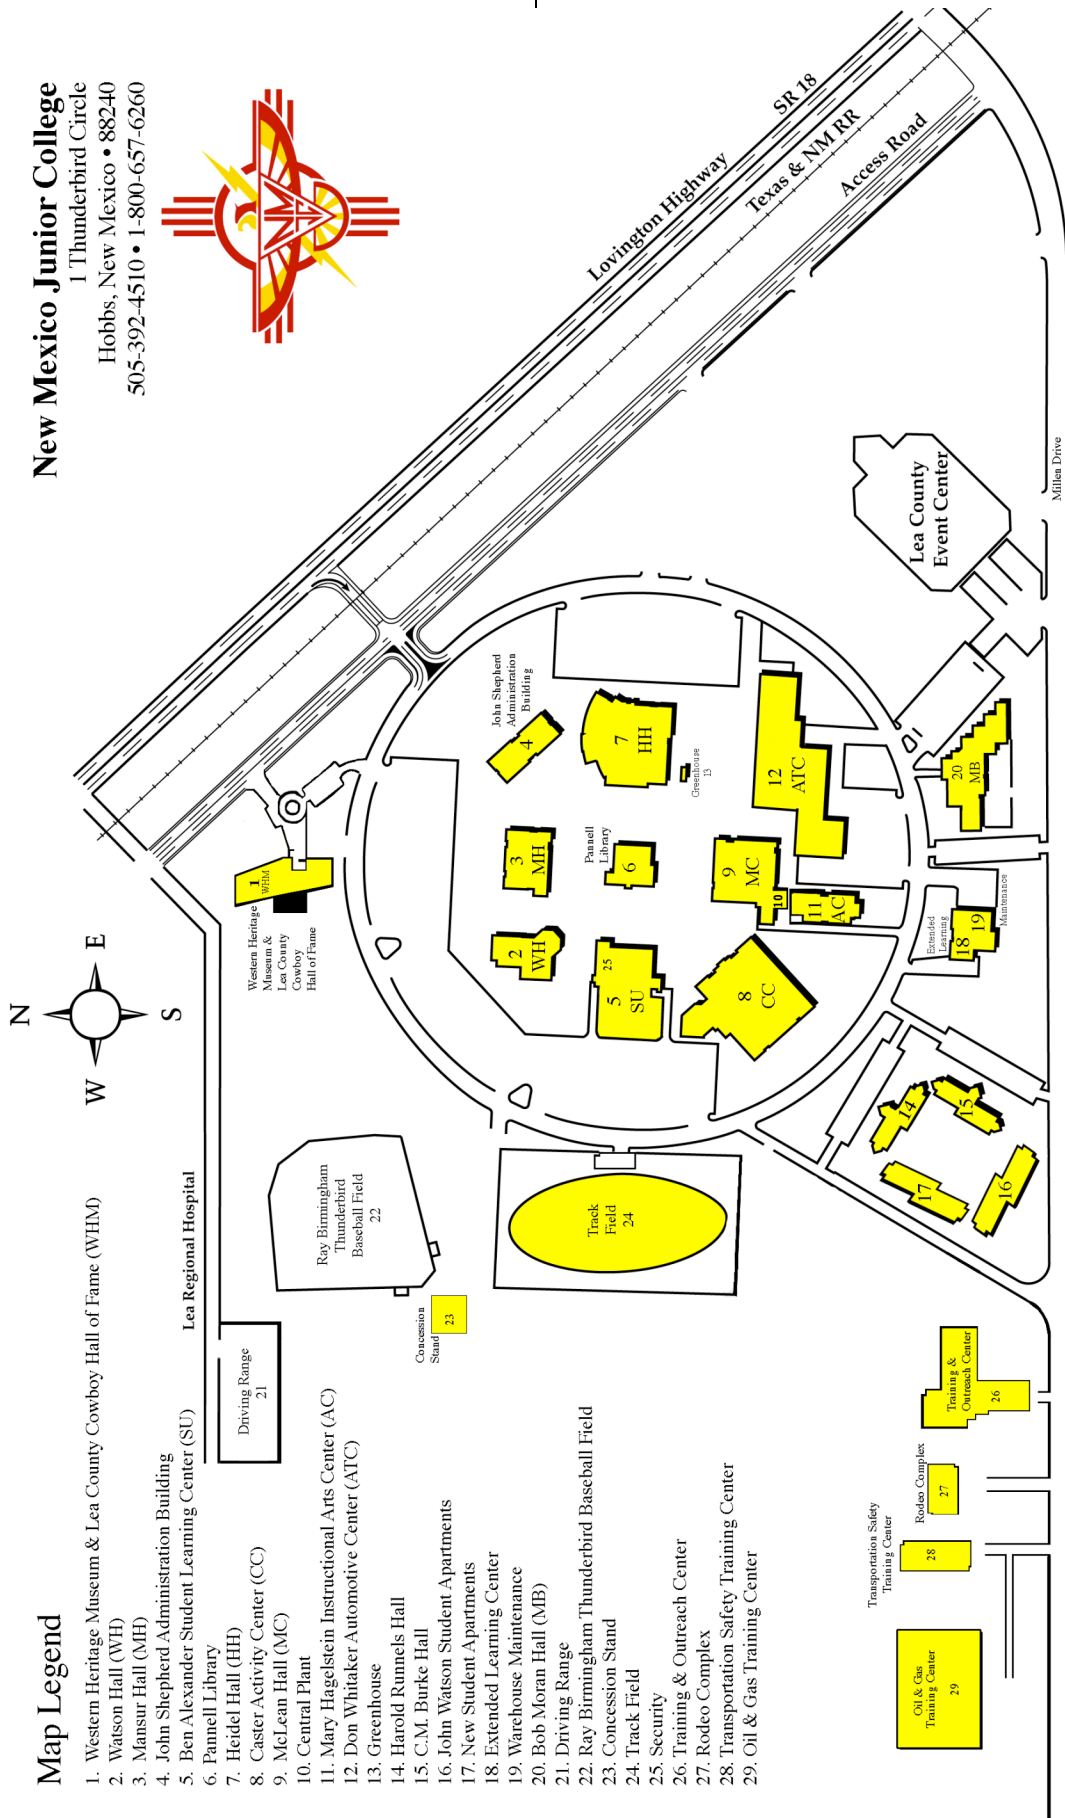 New Mexico Junior College
1 Thunderbird Circle
Hobbs, New Mexico • 88240
505-392-4510 • 1-800-657-6260
Map Legend
1. Western Heritage Museum & Lea County Cowboy Hall of Fame (WHM)
2. Watson Hall (WH)
3. Mansur Hall (MH)
4. John Shepherd Administration Building
5. Ben Alexander Student Learning Center (SU)
6. Pannell Library
7. Heidel Hall (HH)
8. Caster Activity Center (CC)
9. McLean Hall (MC)
10. Central Plant
11. Mary Hagelstein Instructional Arts Center (AC)
12. Don Whitaker Automotive Center (ATC)
13. Greenhouse
14. Harold Runnels Hall
15. C.M. Burke Hall
16. John Watson Student Apartments
17. New Student Apartments
18. Extended Learning Center
19. Warehouse Maintenance
20. Bob Moran Hall (MB)
21. Driving Range
22. Ray Birmingham Thunderbird Baseball Field
23. Concession Stand
24. Track Field
25. Security
26. Training & Outreach Center
27. Rodeo Complex
28. Transportation Safety Training Center
29. Oil & Gas Training Center
N
W
E
S
Lea Regional Hospital
Driving Range
21
Ray Birmingham
Thunderbird
Baseball Field
22
Concession
Stand
23
Track
Field
24
Western Heritage
Museum &
Lea County
Cowboy
Hall of Fame
1
WHM
Lovington Highway
SR 18
Texas & NM RR
Access Road
2
WH
3
MH
John Shepherd
Administration
Building
4
5
SU
25
Pannell
Library
6
7
HH
Greenhouse
13
8
CC
9
MC
10
11
AC
12
ATC
Extended
Learning
18
19
Maintenance
20
MB
Lea County
Event Center
Millen Drive
14
15
16
17
Training &
Outreach Center
26
Rodeo Complex
27
Transportation Safety
Training Center
28
Oil & Gas
Training Center
29